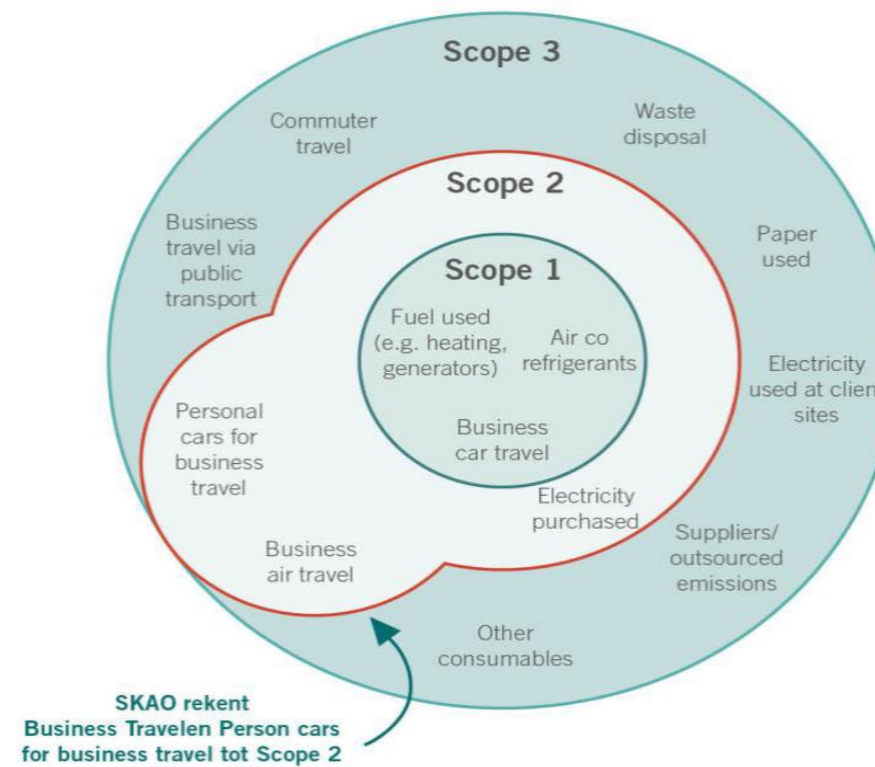 Scope 3
Commuter
travel
Waste
disposal
Scope 2
Business
travel via
public
transport
Paper
used
Scope 1
Fuel used
(e.g. heating,
generators)
Air co
refrigerants
Electricity
used at client
sites
Personal
cars for
business
travel
Business
car travel
Electricity
purchased
Suppliers/
outsourced
emissions
Business
air travel
Other
consumables
SKAO rekent
Business Travelen Person cars
for business travel tot Scope 2